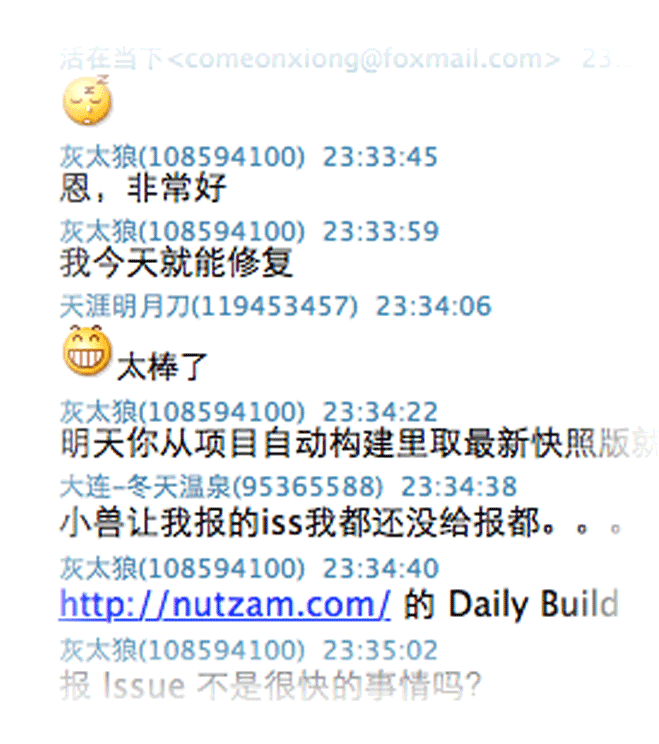 活在当下<comeonxiong@foxmail.com> 23:
灰太狼(108594100) 23:33:45
恩，非常好
灰太狼(108594100) 23:33:59
我今天就能修复
天涯明月刀(119453457) 23:34:06
太棒了
灰太狼(108594100) 23:34:22
明天你从项目自动构建里取最新快照版就
大连-冬天温泉(95365588) 23:34:38
小兽让我报的iss我都还没给报都。。。
灰太狼(108594100) 23:34:40
http://nutzam.com/ 的 Daily Build
灰太狼(108594100) 23:35:02
报 Issue 不是很快的事情吗?